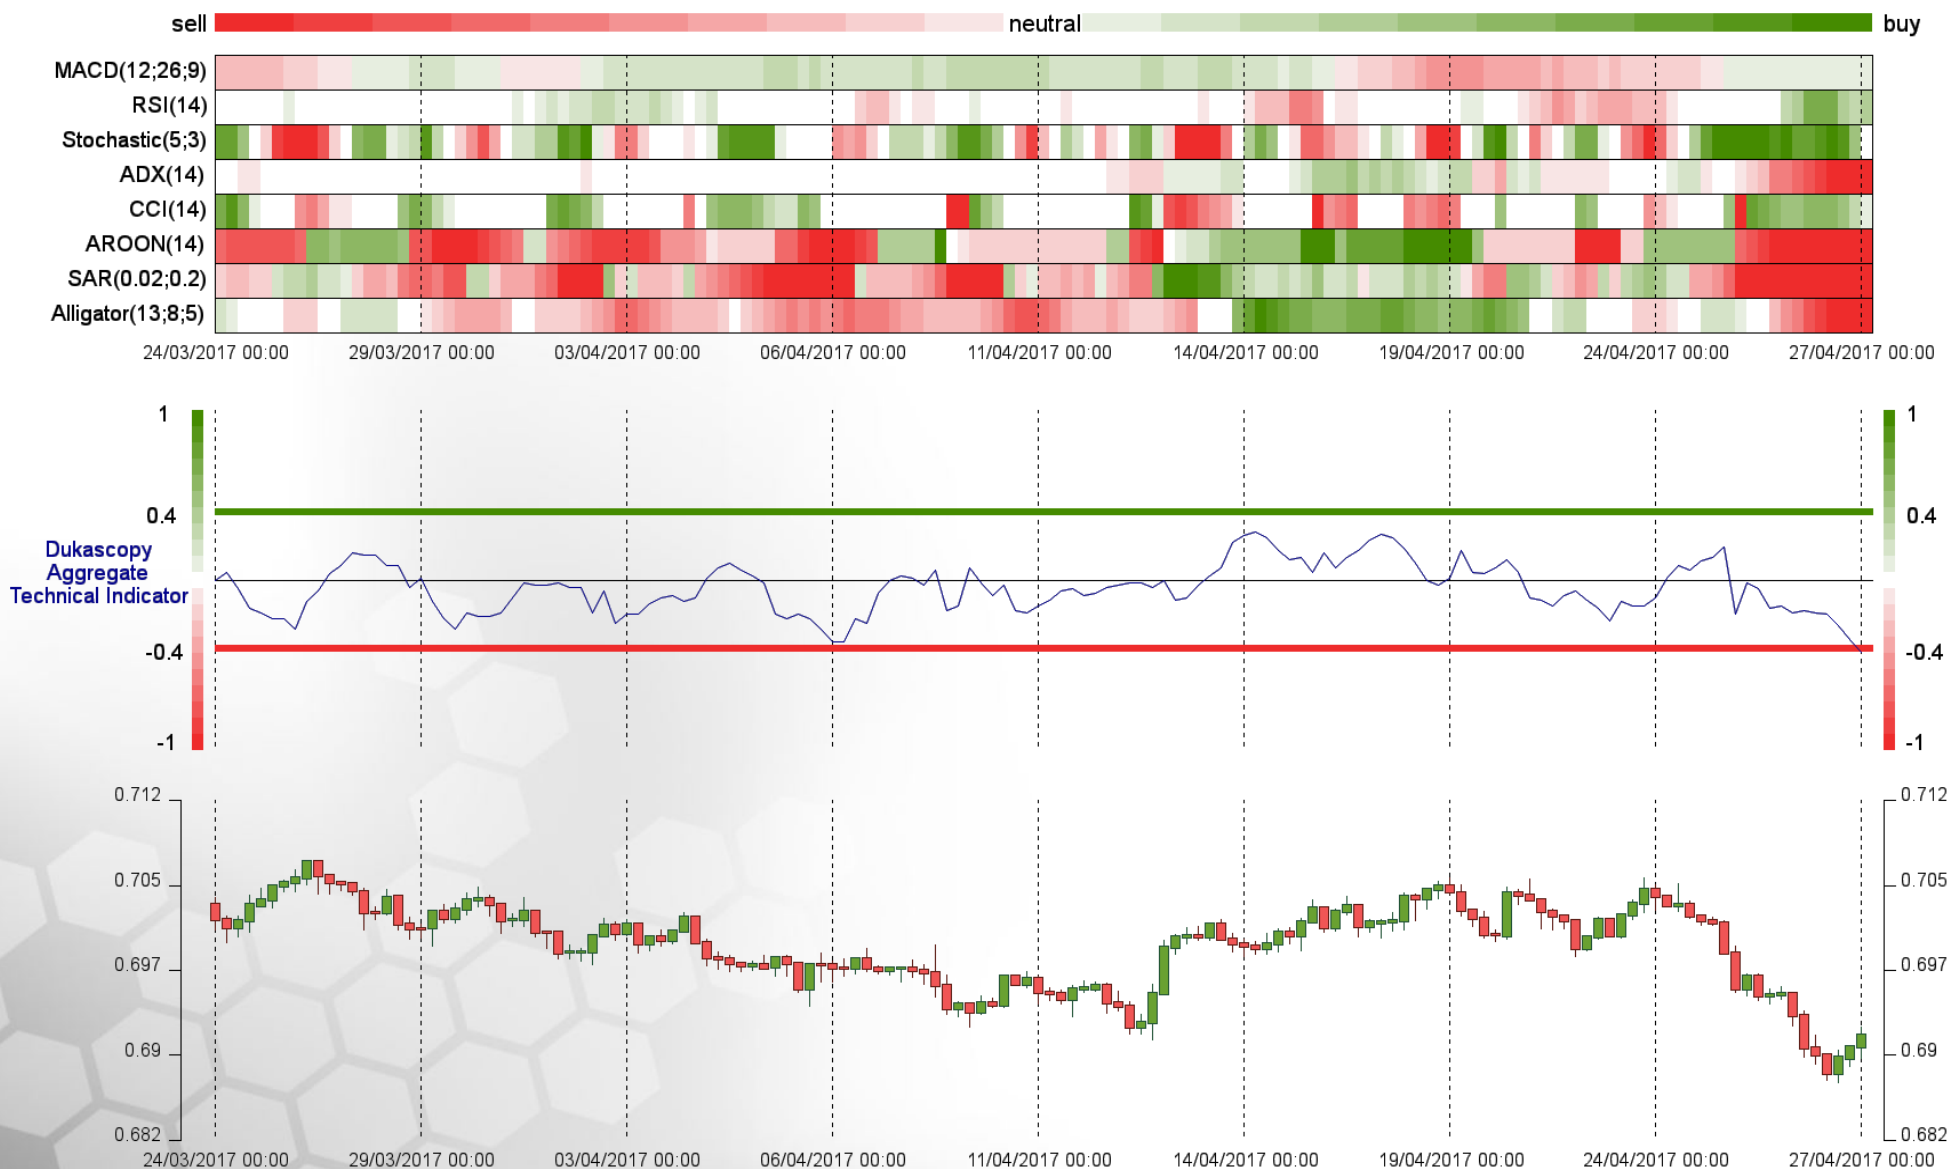 sell neutral buy
MACD(12;26;9)
RSI(14)
Stochastic(5;3)
ADX(14)
CCI(14)
AROON(14)
SAR(0.02;0.2)
Alligator(13;8;5)
24/03/2017 00:00 29/03/2017 00:00 03/04/2017 00:00 06/04/2017 00:00 11/04/2017 00:00 14/04/2017 00:00 19/04/2017 00:00 24/04/2017 00:00 27/04/2017 00:00
1 1
0.4 0.4
Dukascopy
Aggregate
Technical Indicator
-0.4 -0.4
-1 -1
0.712 0.712
0.705 0.705
0.697 0.697
0.69 0.69
0.682 0.682
24/03/2017 00:00 29/03/2017 00:00 03/04/2017 00:00 06/04/2017 00:00 11/04/2017 00:00 14/04/2017 00:00 19/04/2017 00:00 24/04/2017 00:00 27/04/2017 00:00